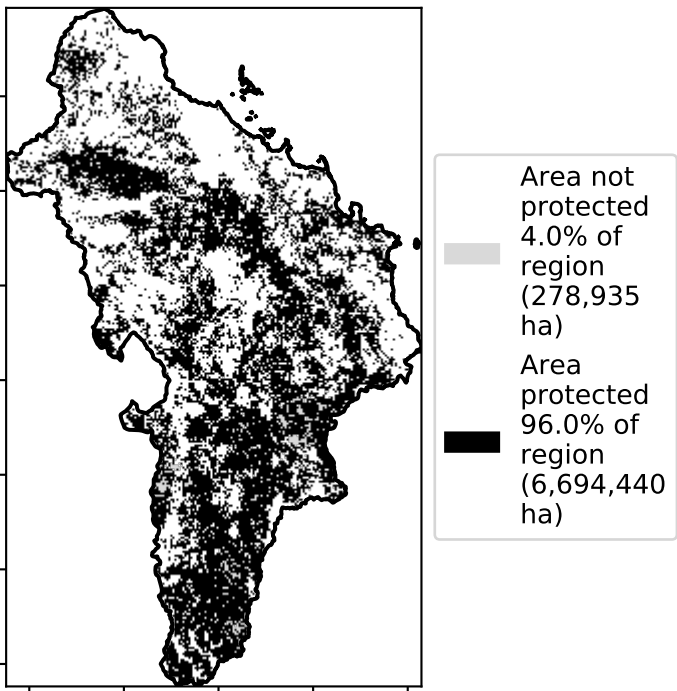 Area not
protected
4.0% of
region
(278,935
ha)
Area
protected
96.0% of
region
(6,694,440
ha)